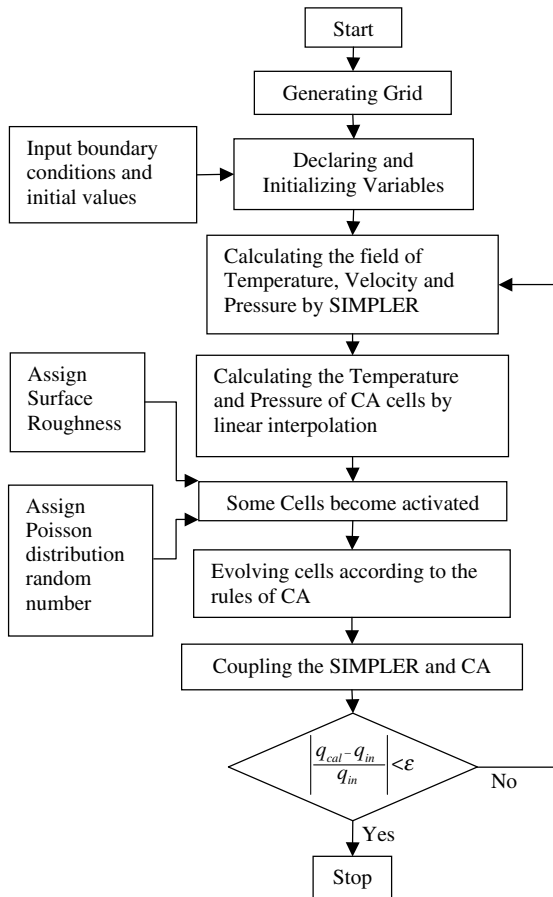 Start
Generating Grid
Input boundary
conditions and
initial values
Declaring and
Initializing Variables
Calculating the field of
Temperature, Velocity and
Pressure by SIMPLER
Assign
Surface
Roughness
Calculating the Temperature
and Pressure of CA cells by
linear interpolation
Assign
Poisson
distribution
random
number
Some Cells become activated
Evolving cells according to the
rules of CA
Coupling the SIMPLER and CA
|(q_cal - q_in)/q_in| < ε
No
Yes
Stop